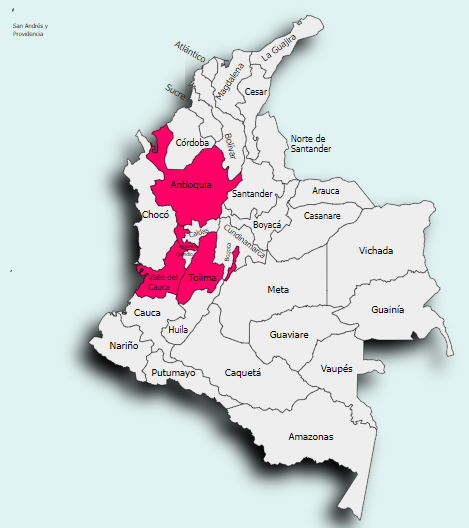 San Andrés y
Providencia
La Guajira
Atlántico
Magdalena
Cesar
Sucre
Córdoba
Bolívar
Norte de
Santander
Antioquia
Santander
Arauca
Chocó
Boyacá
Casanare
Caldas
Cundinamarca
Bogotá
Vichada
Valle del
Cauca
Tolima
Meta
Cauca
Guainía
Huila
Guaviare
Nariño
Putumayo
Caquetá
Vaupés
Amazonas